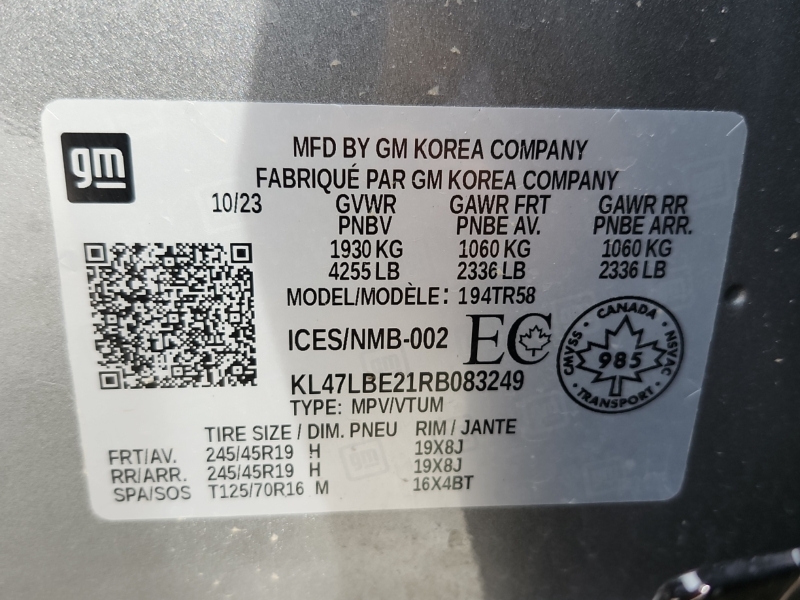 gm
MFD BY GM KOREA COMPANY
FABRIQUÉ PAR GM KOREA COMPANY
10/23 GVWR GAWR FRT GAWR RR
PNBV PNBE AV. PNBE ARR.
1930 KG 1060 KG 1060 KG
4255 LB 2336 LB 2336 LB
MODEL/MODÈLE: 194TR58
ICES/NMB-002 EC
CANADA
CMVSS 985 NSVAC
TRANSPORT
KL47LBE21RB083249
TYPE: MPV/VTUM
TIRE SIZE / DIM. PNEU RIM / JANTE
FRT/AV. 245/45R19 H 19X8J
RR/ARR. 245/45R19 H 19X8J
SPA/SOS T125/70R16 M 16X4BT